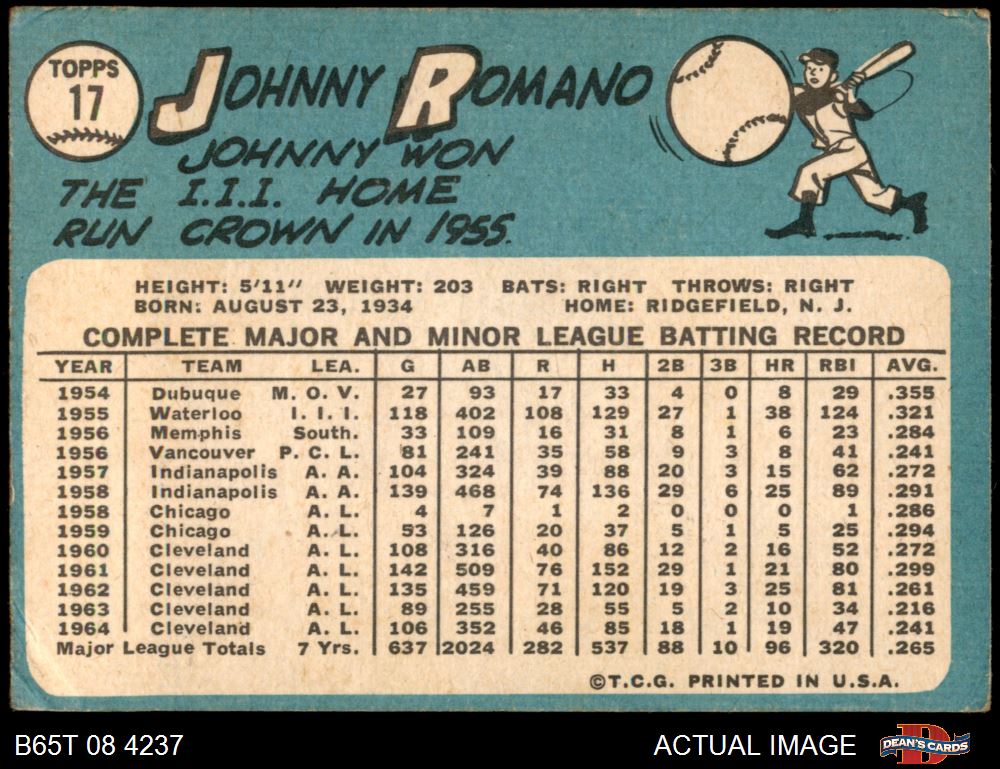 TOPPS
17
JOHNNY ROMANO
JOHNNY WON
THE I.I.I. HOME
RUN CROWN IN 1955.
HEIGHT: 5'11" WEIGHT: 203 BATS: RIGHT THROWS: RIGHT
BORN: AUGUST 23, 1934 HOME: RIDGEFIELD, N. J.
COMPLETE MAJOR AND MINOR LEAGUE BATTING RECORD
YEAR TEAM LEA. G AB R H 2B 3B HR RBI AVG.
1954 Dubuque M. O. V. 27 93 17 33 4 0 8 29 .355
1955 Waterloo I. I. I. 118 402 108 129 27 1 38 124 .321
1956 Memphis South. 33 109 16 31 8 1 6 23 .284
1956 Vancouver P. C. L. 81 241 35 58 9 3 8 41 .241
1957 Indianapolis A. A. 104 324 39 88 20 3 15 62 .272
1958 Indianapolis A. A. 139 468 74 136 29 6 25 89 .291
1958 Chicago A. L. 4 7 1 2 0 0 0 1 .286
1959 Chicago A. L. 53 126 20 37 5 1 5 25 .294
1960 Cleveland A. L. 108 316 40 86 12 2 16 52 .272
1961 Cleveland A. L. 142 509 76 152 29 1 21 80 .299
1962 Cleveland A. L. 135 459 71 120 19 3 25 81 .261
1963 Cleveland A. L. 89 255 28 55 5 2 10 34 .216
1964 Cleveland A. L. 106 352 46 85 18 1 19 47 .241
Major League Totals 7 Yrs. 637 2024 282 537 88 10 96 320 .265
©T.C.G. PRINTED IN U.S.A.
B65T 08 4237 ACTUAL IMAGE DEAN'S CARDS